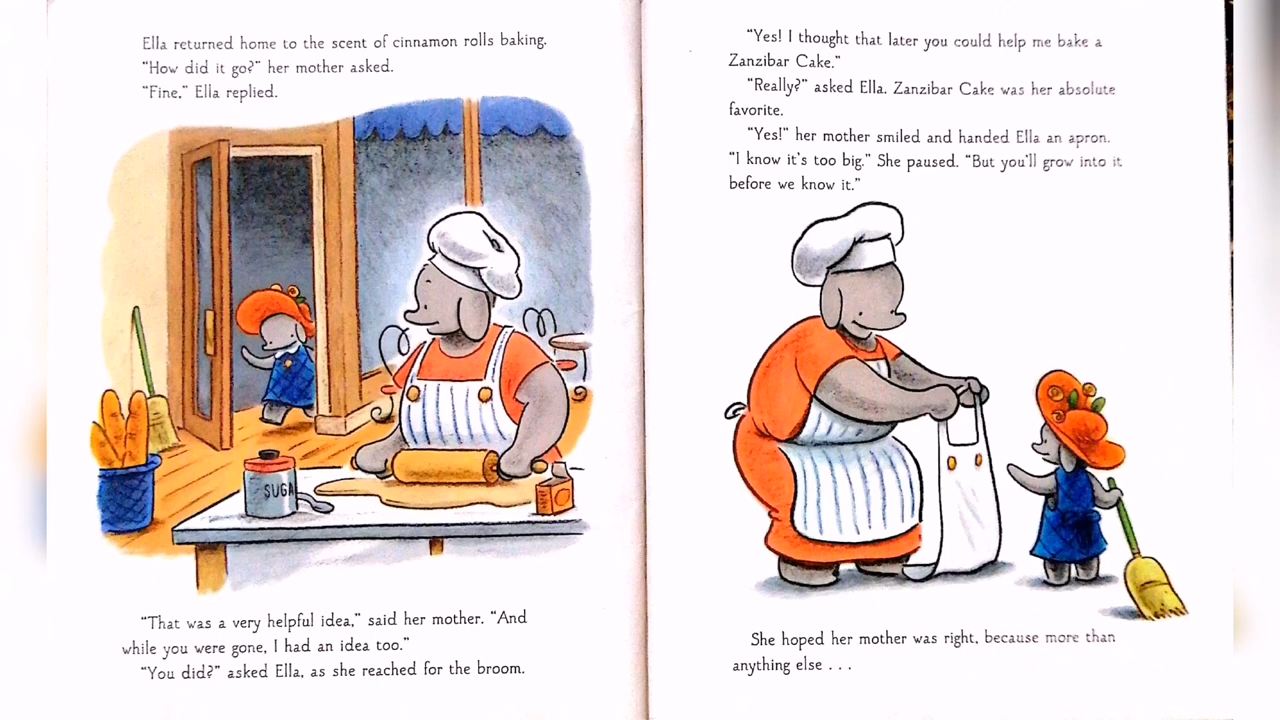 Ella returned home to the scent of cinnamon rolls baking.
"How did it go?" her mother asked.
"Fine," Ella replied.
SUGA
"That was a very helpful idea," said her mother. "And
while you were gone, I had an idea too."
"You did?" asked Ella, as she reached for the broom.
"Yes! I thought that later you could help me bake a
Zanzibar Cake."
"Really?" asked Ella. Zanzibar Cake was her absolute
favorite.
"Yes!" her mother smiled and handed Ella an apron.
"I know it's too big." She paused. "But you'll grow into it
before we know it."
She hoped her mother was right, because more than
anything else . . .